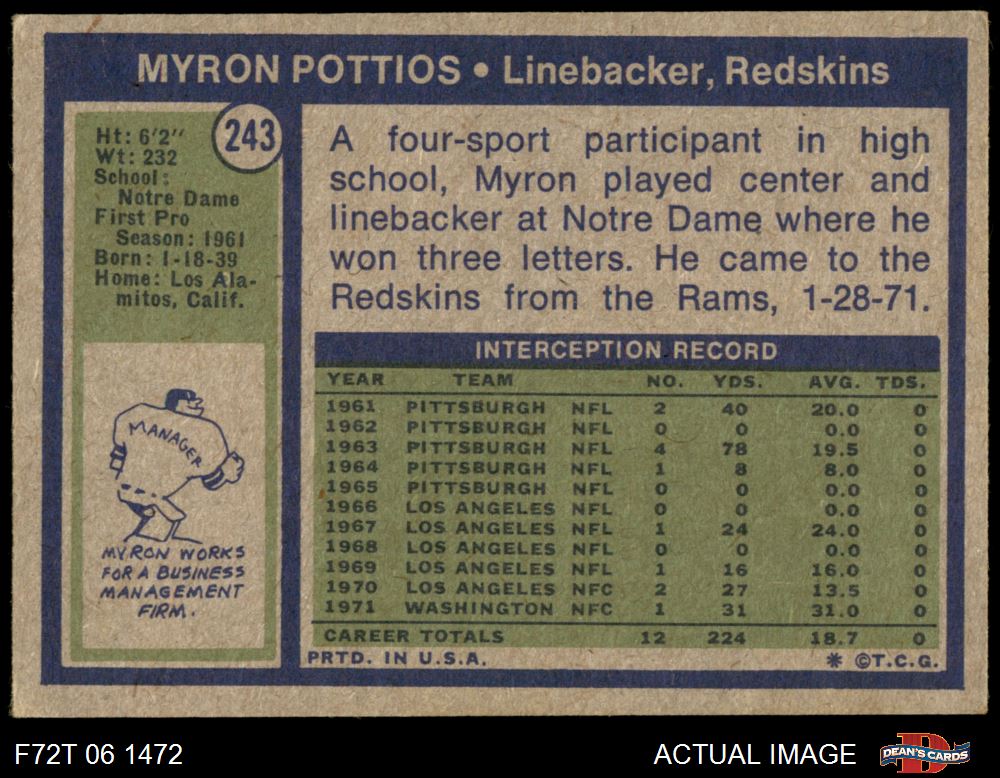 MYRON POTTIOS • Linebacker, Redskins
243
Ht: 6'2"
Wt: 232
School:
Notre Dame
First Pro
Season: 1961
Born: 1-18-39
Home: Los Ala-
mitos, Calif.
MANAGER
MYRON WORKS
FOR A BUSINESS
MANAGEMENT
FIRM.
A four-sport participant in high
school, Myron played center and
linebacker at Notre Dame where he
won three letters. He came to the
Redskins from the Rams, 1-28-71.
INTERCEPTION RECORD
YEAR TEAM NO. YDS. AVG. TDS.
1961 PITTSBURGH NFL 2 40 20.0 0
1962 PITTSBURGH NFL 0 0 0.0 0
1963 PITTSBURGH NFL 4 78 19.5 0
1964 PITTSBURGH NFL 1 8 8.0 0
1965 PITTSBURGH NFL 0 0 0.0 0
1966 LOS ANGELES NFL 0 0 0.0 0
1967 LOS ANGELES NFL 1 24 24.0 0
1968 LOS ANGELES NFL 0 0 0.0 0
1969 LOS ANGELES NFL 1 16 16.0 0
1970 LOS ANGELES NFC 2 27 13.5 0
1971 WASHINGTON NFC 1 31 31.0 0
CAREER TOTALS 12 224 18.7 0
PRTD. IN U.S.A. * ©T.C.G.
F72T 06 1472 ACTUAL IMAGE
DEAN'S CARDS